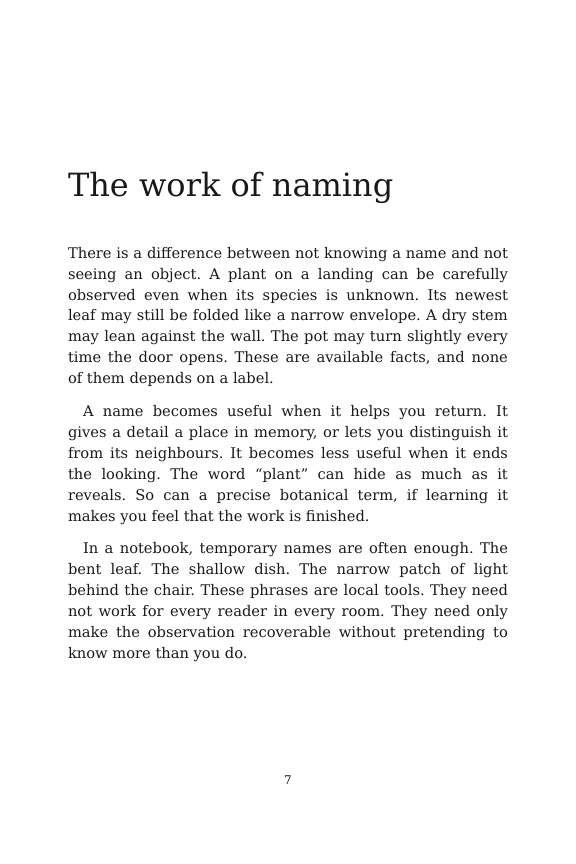 The work of naming
There is a difference between not knowing a name and not
seeing an object. A plant on a landing can be carefully
observed even when its species is unknown. Its newest
leaf may still be folded like a narrow envelope. A dry stem
may lean against the wall. The pot may turn slightly every
time the door opens. These are available facts, and none
of them depends on a label.
A name becomes useful when it helps you return. It
gives a detail a place in memory, or lets you distinguish it
from its neighbours. It becomes less useful when it ends
the looking. The word “plant” can hide as much as it
reveals. So can a precise botanical term, if learning it
makes you feel that the work is finished.
In a notebook, temporary names are often enough. The
bent leaf. The shallow dish. The narrow patch of light
behind the chair. These phrases are local tools. They need
not work for every reader in every room. They need only
make the observation recoverable without pretending to
know more than you do.
7